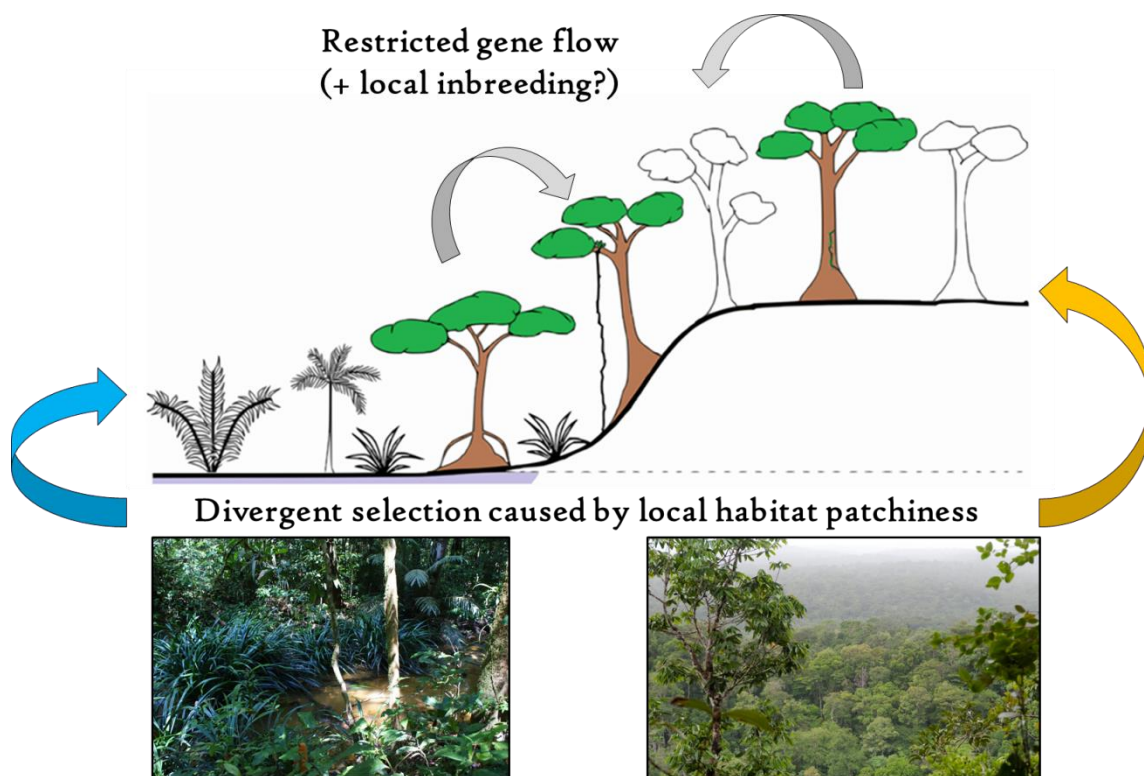 Restricted gene flow
(+ local inbreeding?)
Divergent selection caused by local habitat patchiness